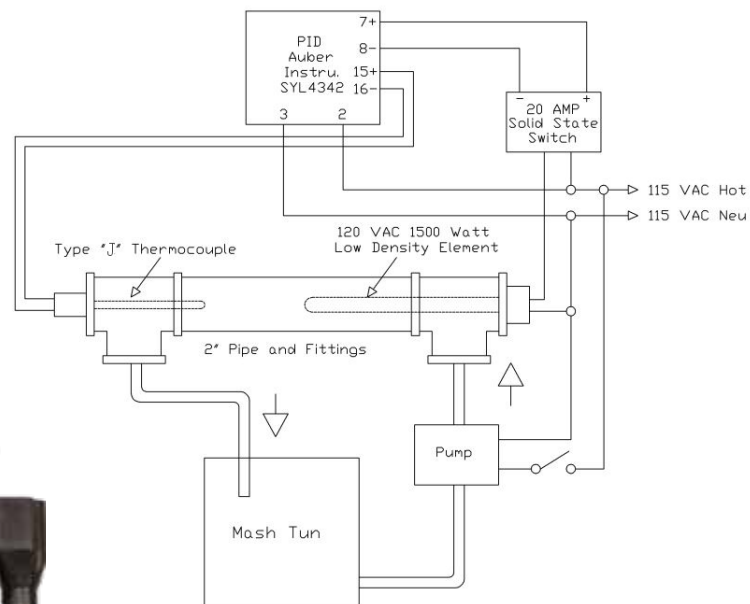 7+
PID
8-
Auber
Instru.
15+
SYL4342
16-
3
2
-
+
20 AMP
Solid State
Switch
115 VAC Hot
115 VAC Neu
120 VAC 1500 Watt
Low Density Element
Type "J" Thermocouple
2" Pipe and Fittings
Pump
Mash Tun